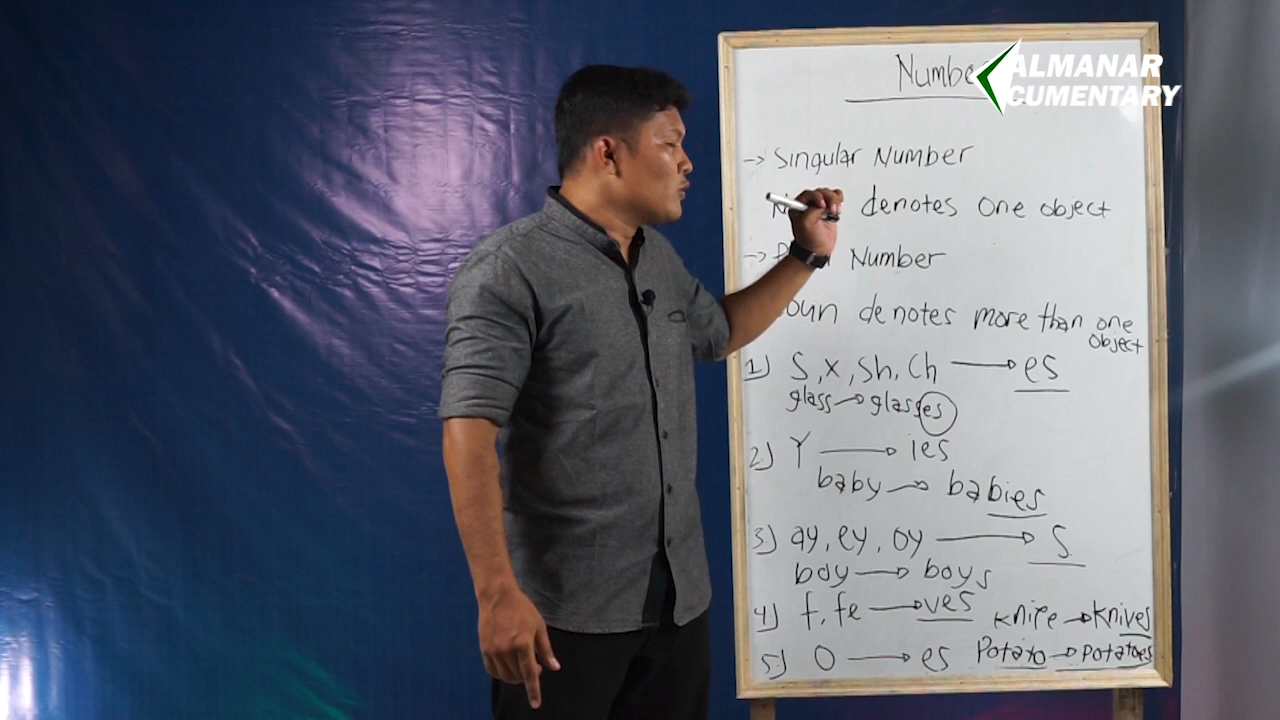 Numbe
ALMANAR
CUMENTARY
-> Singular Number
denotes one object
-> Number
oun denotes more than one
object
1) S, x, sh, ch → es
glass → glasses
2) Y → ies
baby → babies
3) ay, ey, oy → s
boy → boys
4) f, fe → ves knife → knives
5) O → es Potato → potatoes